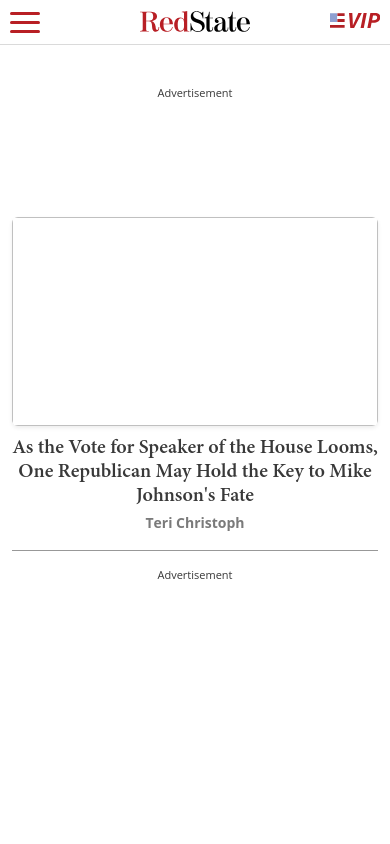 RedState
VIP
Advertisement
As the Vote for Speaker of the House Looms,
One Republican May Hold the Key to Mike
Johnson's Fate
Teri Christoph
Advertisement